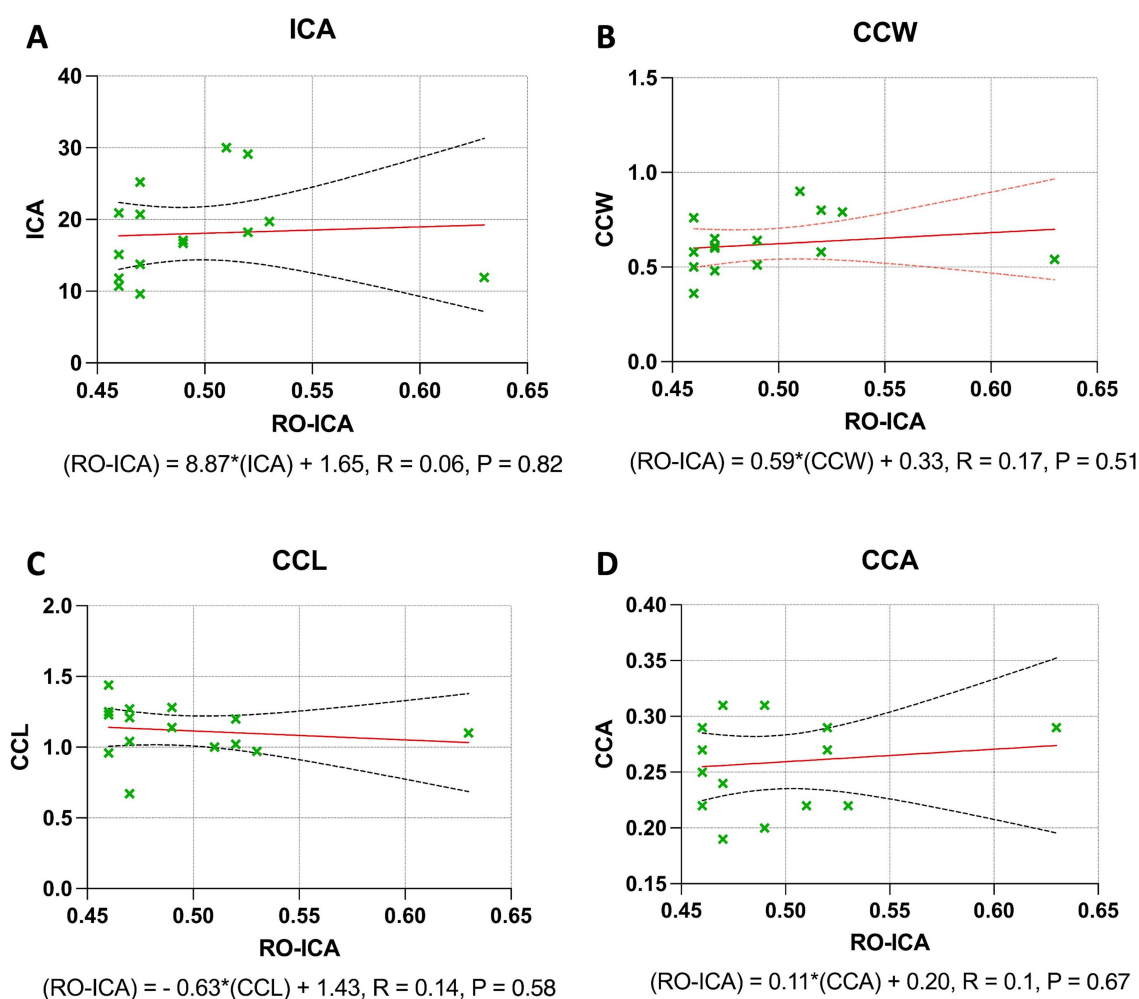 A
ICA
ICA
40
30
20
10
0
0.45 0.50 0.55 0.60 0.65
RO-ICA
(RO-ICA) = 8.87*(ICA) + 1.65, R = 0.06, P = 0.82
B
CCW
CCW
1.5
1.0
0.5
0.0
0.45 0.50 0.55 0.60 0.65
RO-ICA
(RO-ICA) = 0.59*(CCW) + 0.33, R = 0.17, P = 0.51
C
CCL
CCL
2.0
1.5
1.0
0.5
0.0
0.45 0.50 0.55 0.60 0.65
RO-ICA
(RO-ICA) = - 0.63*(CCL) + 1.43, R = 0.14, P = 0.58
D
CCA
CCA
0.40
0.35
0.30
0.25
0.20
0.15
0.45 0.50 0.55 0.60 0.65
RO-ICA
(RO-ICA) = 0.11*(CCA) + 0.20, R = 0.1, P = 0.67